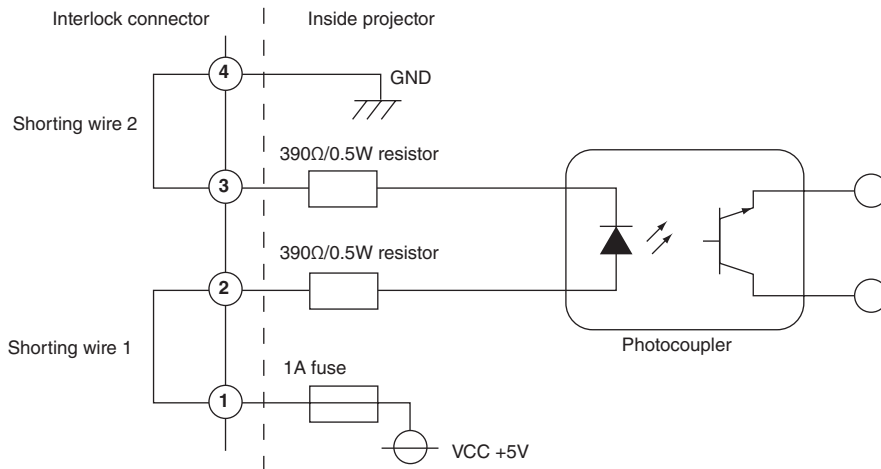 Interlock connector
Inside projector
4
GND
Shorting wire 2
390Ω/0.5W resistor
3
390Ω/0.5W resistor
2
Photocoupler
Shorting wire 1
1A fuse
1
VCC +5V